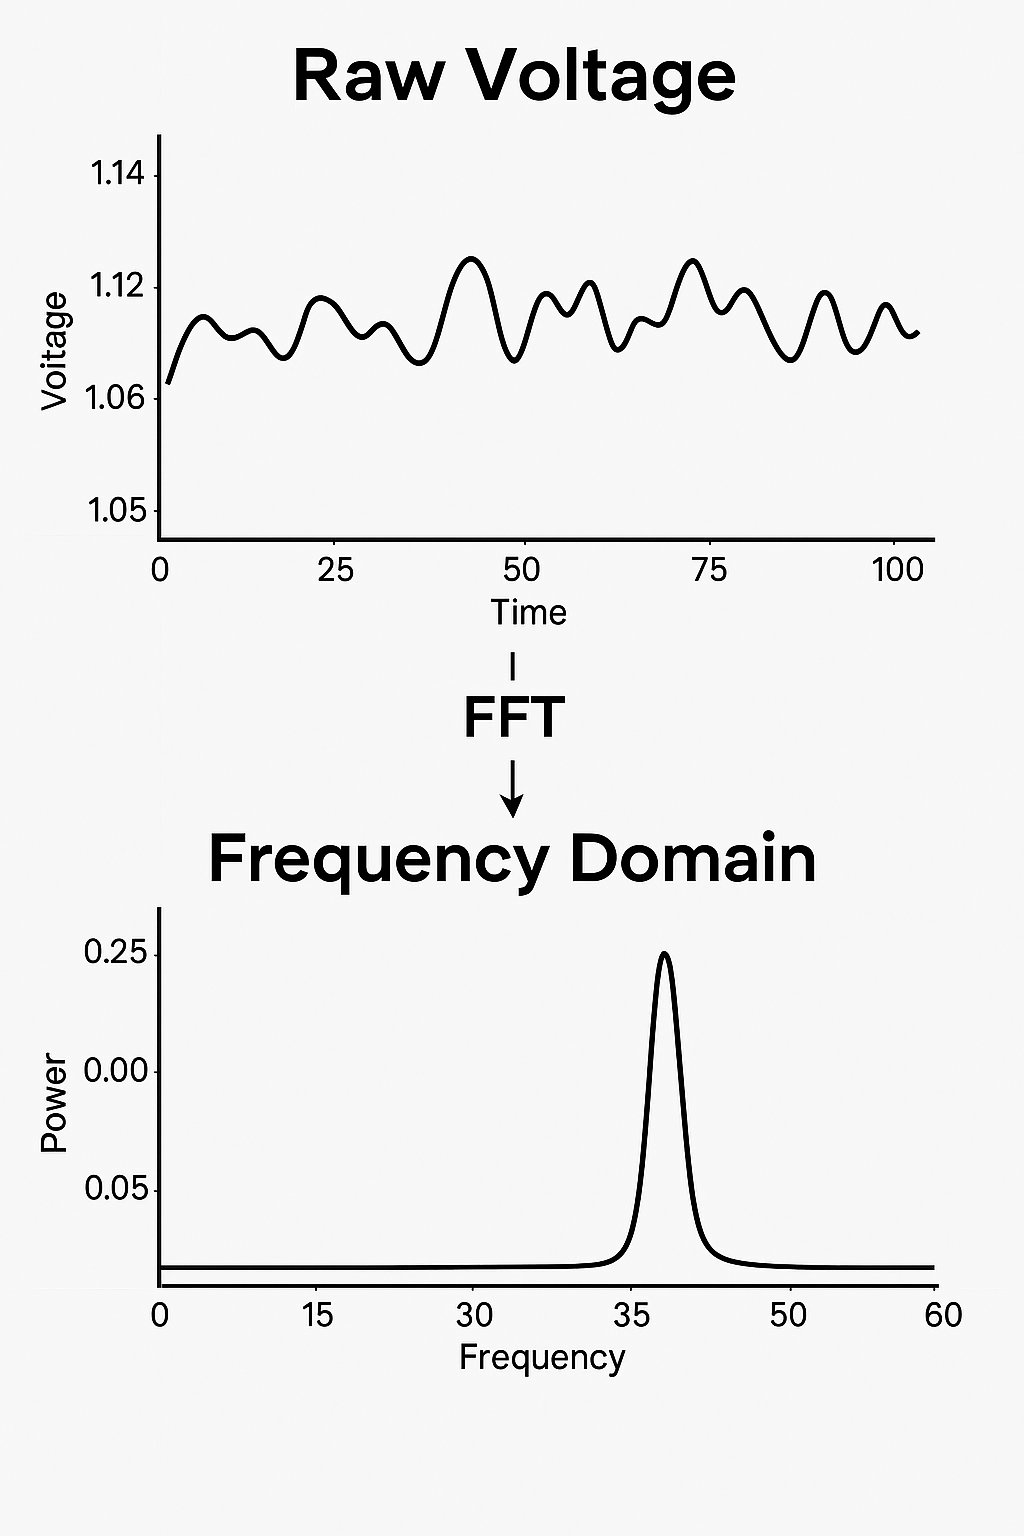 Raw Voltage
1.14
1.12
1.06
1.05
Voitage
0 25 50 75 100
Time
FFT
Frequency Domain
0.25
0.00
0.05
Power
0 15 30 35 50 60
Frequency